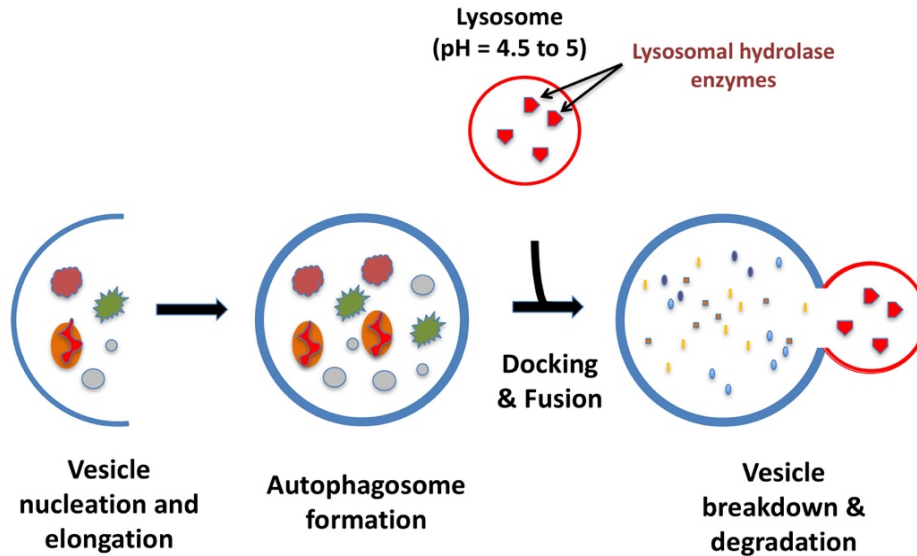 Lysosome
(pH = 4.5 to 5)
Lysosomal hydrolase
enzymes
Docking
& Fusion
Vesicle
nucleation and
elongation
Autophagosome
formation
Vesicle
breakdown &
degradation